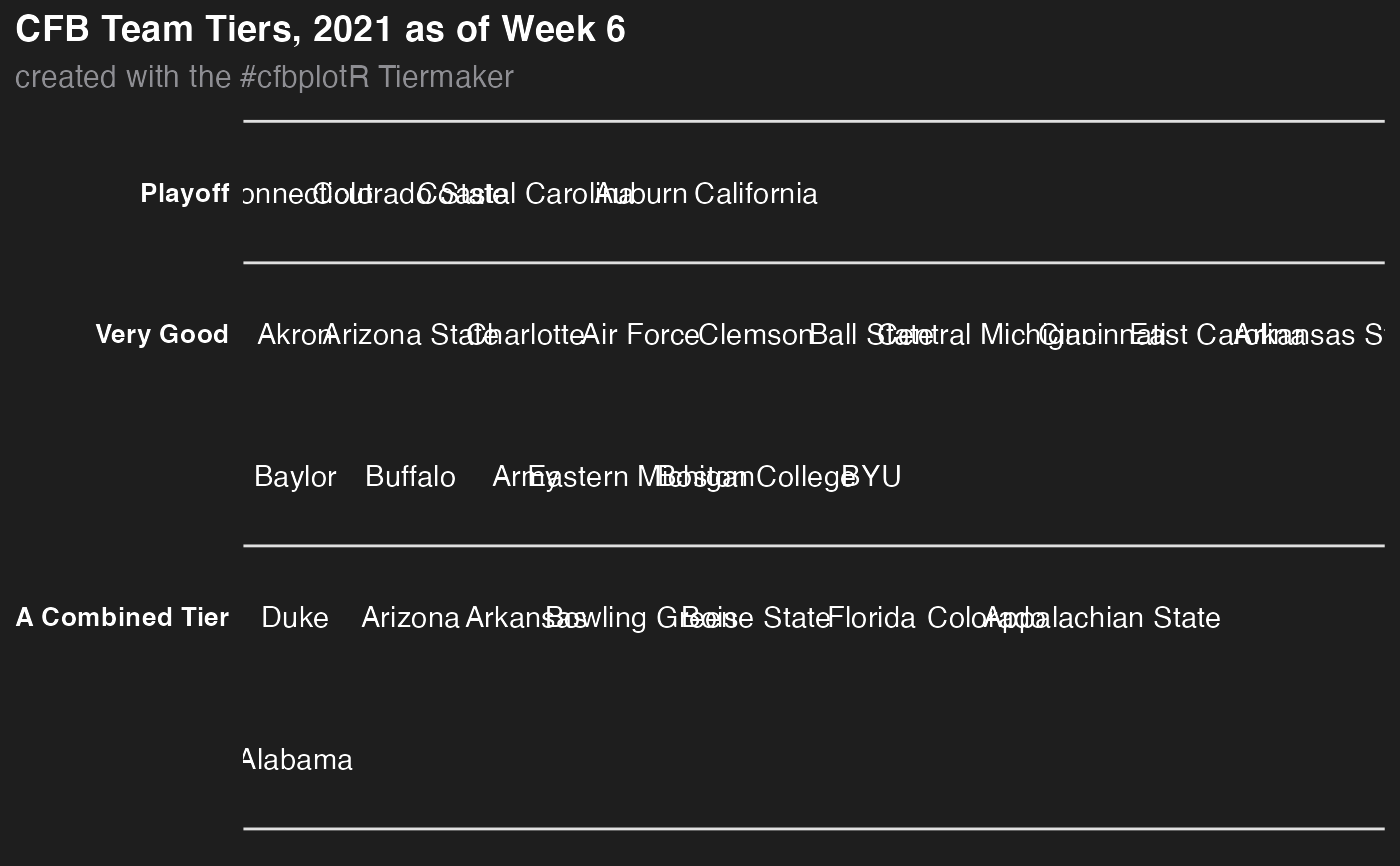 CFB Team Tiers, 2021 as of Week 6
created with the #cfbplotR Tiermaker
Playoff onnecticut Colorado State Coastal Carolina Auburn California
Very Good Akron Arizona State Charlotte Air Force Clemson Ball State Central Michigan Cincinnati East Carolina Arkansas S
Baylor Buffalo Army Eastern Michigan Boston College BYU
A Combined Tier Duke Arizona Arkansas Bowling Green Boise State Florida Colorado Appalachian State
Alabama